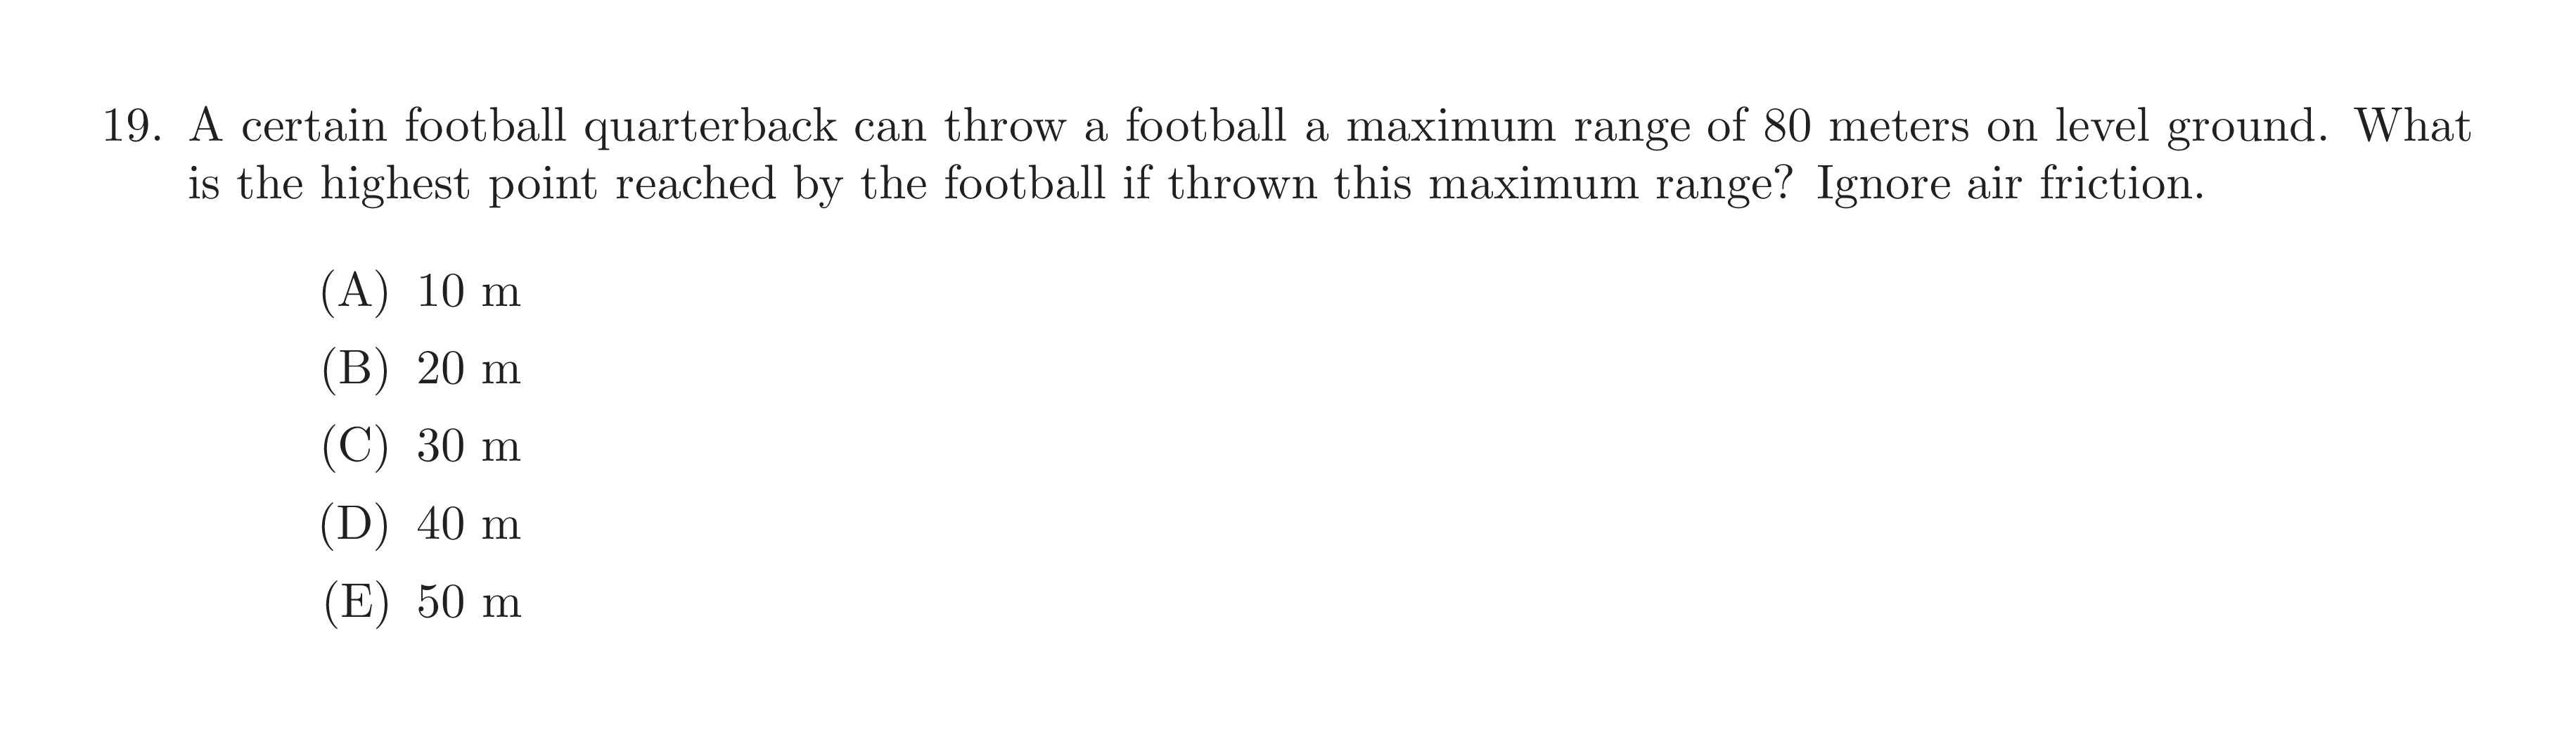 19. A certain football quarterback can throw a football a maximum range of 80 meters on level ground. What
is the highest point reached by the football if thrown this maximum range? Ignore air friction.
(A) 10 m
(B) 20 m
(C) 30 m
(D) 40 m
(E) 50 m